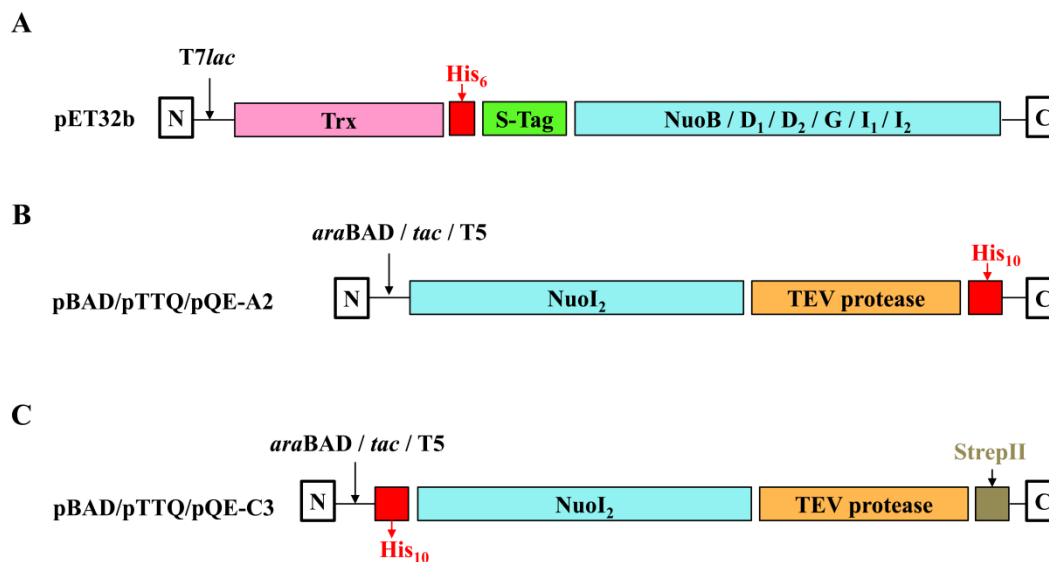 A
T7lac
His₆
pET32b
N
Trx
S-Tag
NuoB / D₁ / D₂ / G / I₁ / I₂
C
B
araBAD / tac / T5
His₁₀
pBAD/pTTQ/pQE-A2
N
NuoI₂
TEV protease
C
C
araBAD / tac / T5
StrepII
pBAD/pTTQ/pQE-C3
N
NuoI₂
TEV protease
C
His₁₀